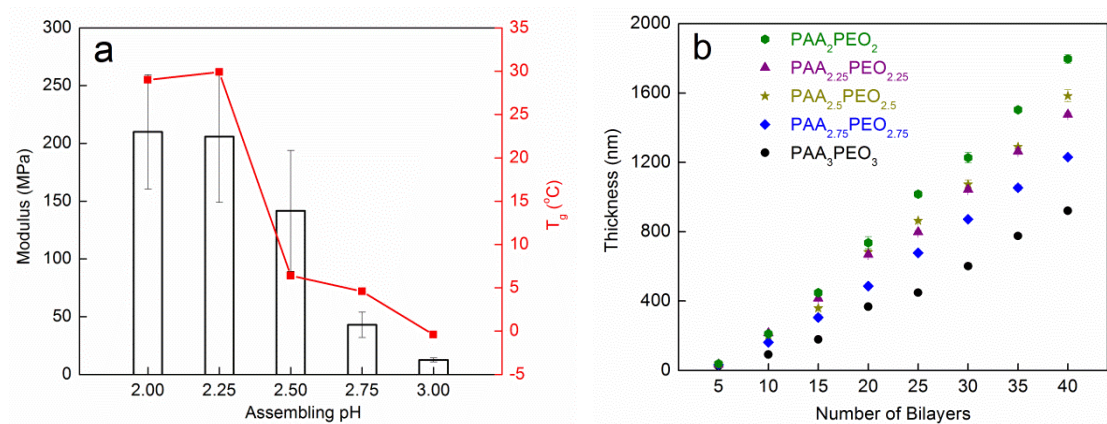 a
300
250
200
150
100
50
0
Modulus (MPa)
2.00 2.25 2.50 2.75 3.00
Assembling pH
35
30
25
20
15
10
5
0
-5
Tg (°C)
b
2000
1600
1200
800
400
0
Thickness (nm)
PAA₂PEO₂
PAA₂.₂₅PEO₂.₂₅
PAA₂.₅PEO₂.₅
PAA₂.₇₅PEO₂.₇₅
PAA₃PEO₃
5 10 15 20 25 30 35 40
Number of Bilayers